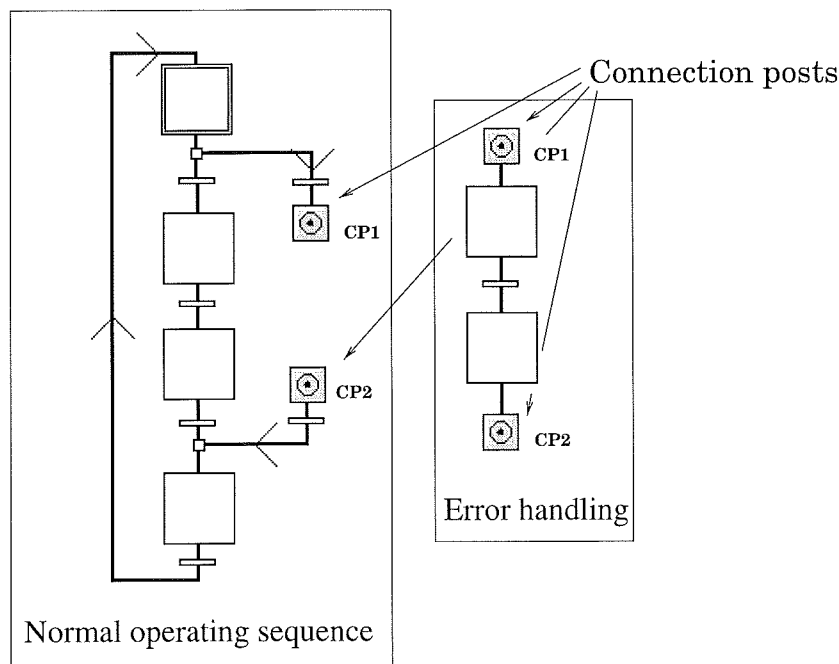 Connection posts
CP1
CP1
CP2
CP2
Error handling
Normal operating sequence